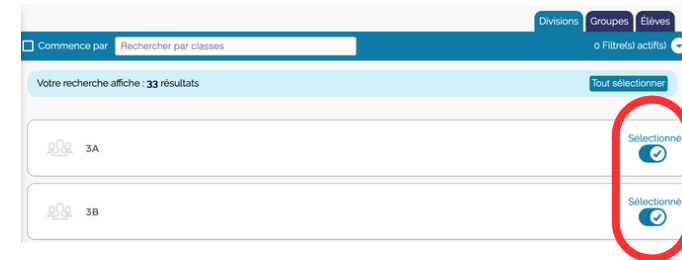 Divisions Groupes Élèves
Commence par Rechercher par classes 0 Filtre(s) actif(s)
Votre recherche affiche : 33 résultats Tout sélectionner
Sélectionné
3A
Sélectionné
3B